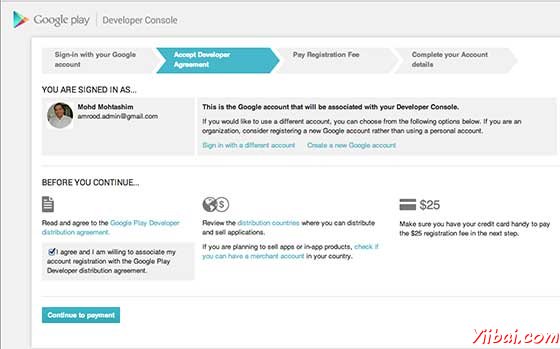 Google play | Developer Console
Sign-in with your Google
account
Accept Developer
Agreement
Pay Registration Fee
Complete your Account
details
YOU ARE SIGNED IN AS...
Mohd Mohtashim
amrood.admin@gmail.com
This is the Google account that will be associated with your Developer Console.
If you would like to use a different account, you can choose from the following options below. If you are an
organization, consider registering a new Google account rather than using a personal account.
Sign in with a different account Create a new Google account
BEFORE YOU CONTINUE...
Read and agree to the Google Play Developer
distribution agreement.
I agree and I am willing to associate my
account registration with the Google Play
Developer distribution agreement.
Review the distribution countries where you can distribute
and sell applications.
If you are planning to sell apps or in-app products, check if
you can have a merchant account in your country.
$25
Make sure you have your credit card handy to pay
the $25 registration fee in the next step.
Continue to payment
Yiibai.com